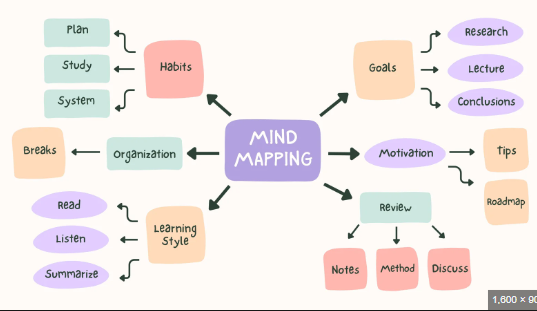 Plan
Study
System
Habits
Goals
Research
Lecture
Conclusions
MIND
MAPPING
Breaks
Organization
Motivation
Tips
Roadmap
Read
Listen
Summarize
Learning
Style
Review
Notes
Method
Discuss
1,600 × 90